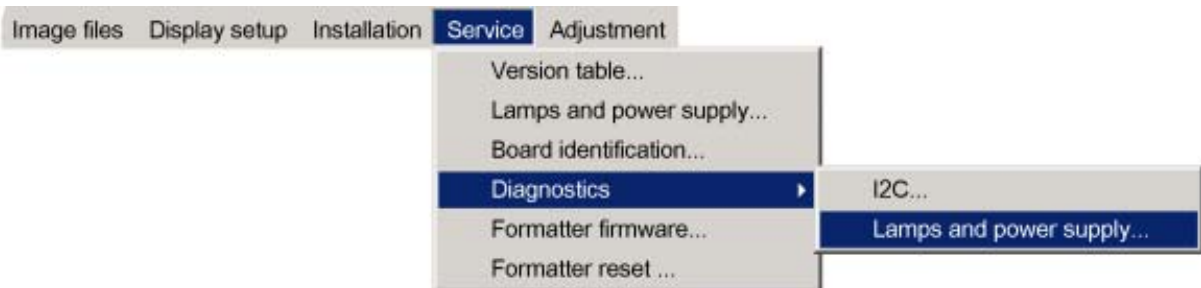 Image files Display setup Installation Service Adjustment
Version table...
Lamps and power supply...
Board identification...
Diagnostics
I2C...
Formatter firmware...
Lamps and power supply...
Formatter reset ...